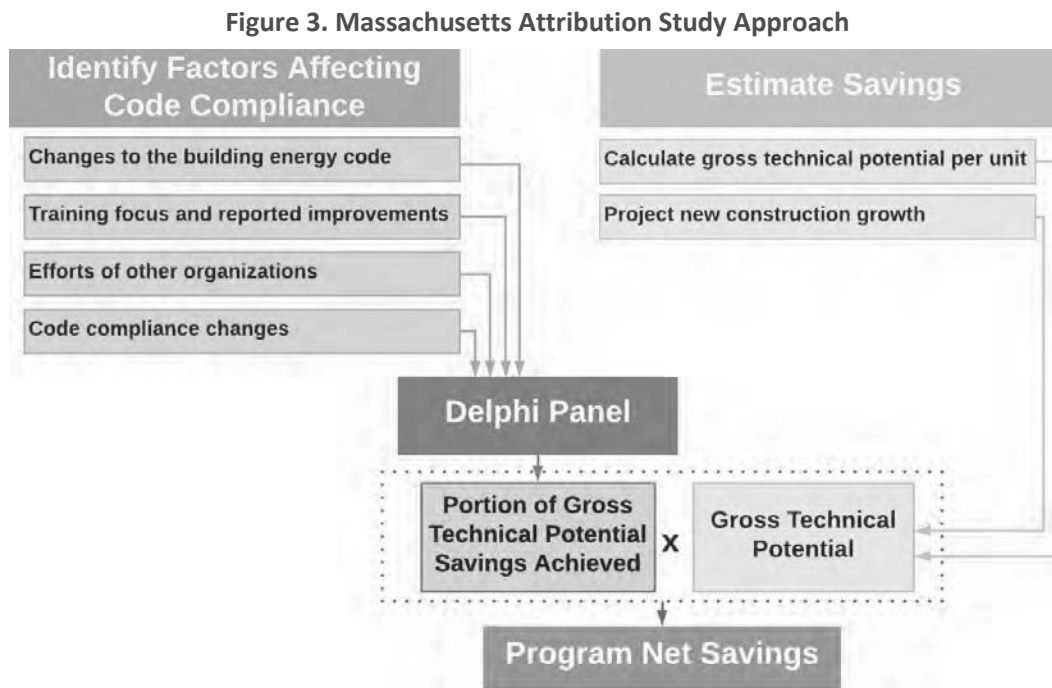 Figure 3. Massachusetts Attribution Study Approach
Identify Factors Affecting
Code Compliance
Changes to the building energy code
Training focus and reported improvements
Efforts of other organizations
Code compliance changes
Estimate Savings
Calculate gross technical potential per unit
Project new construction growth
Delphi Panel
Portion of Gross
Technical Potential
Savings Achieved
x
Gross Technical
Potential
Program Net Savings